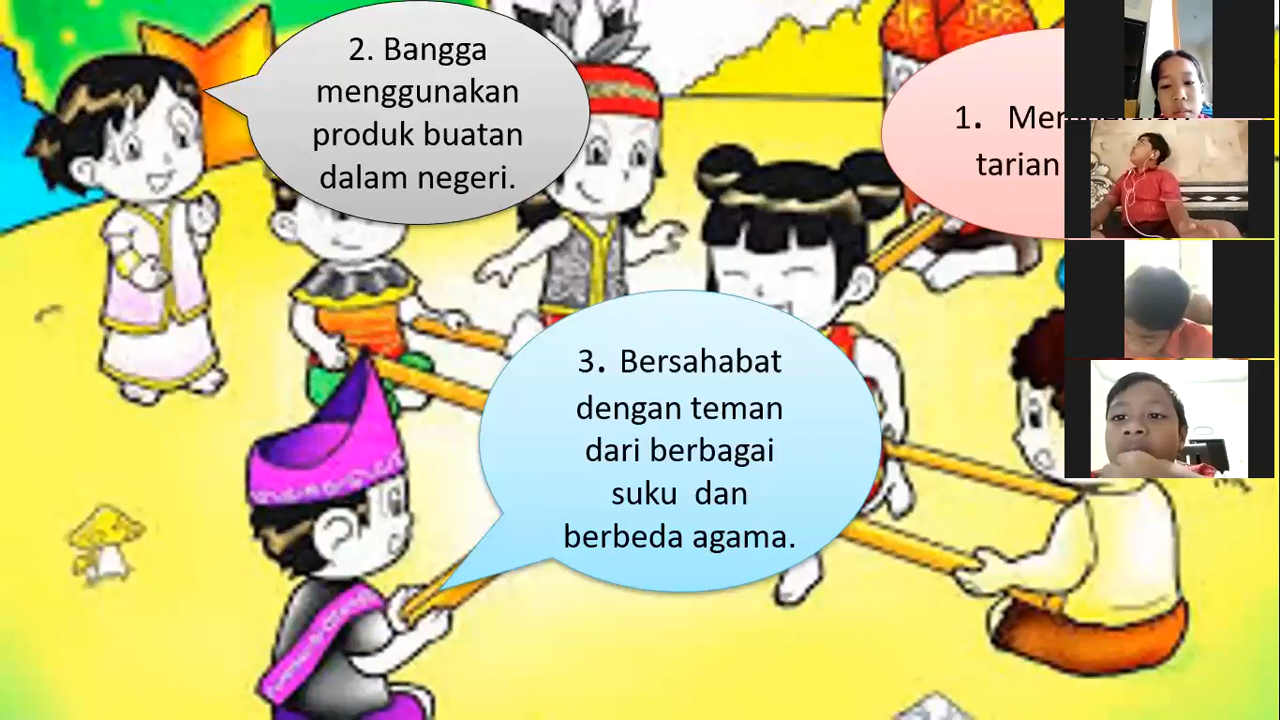 2. Bangga
menggunakan
produk buatan
dalam negeri.
1.
tarian
3. Bersahabat
dengan teman
dari berbagai
suku dan
berbeda agama.